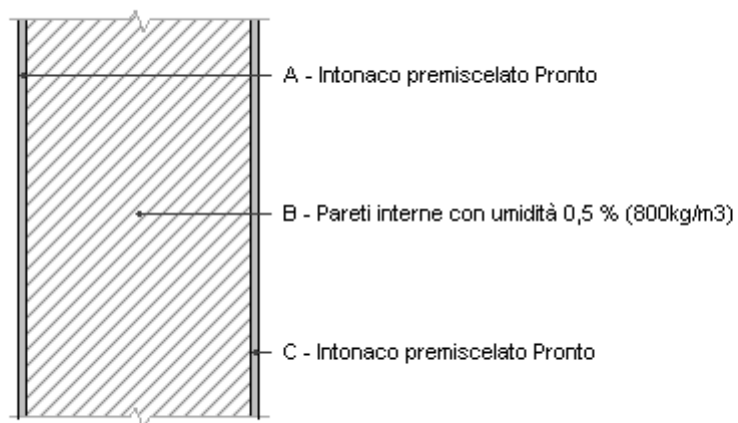 A - Intonaco premiscelato Pronto
B - Pareti interne con umidità 0,5 % (800kg/m3)
C - Intonaco premiscelato Pronto